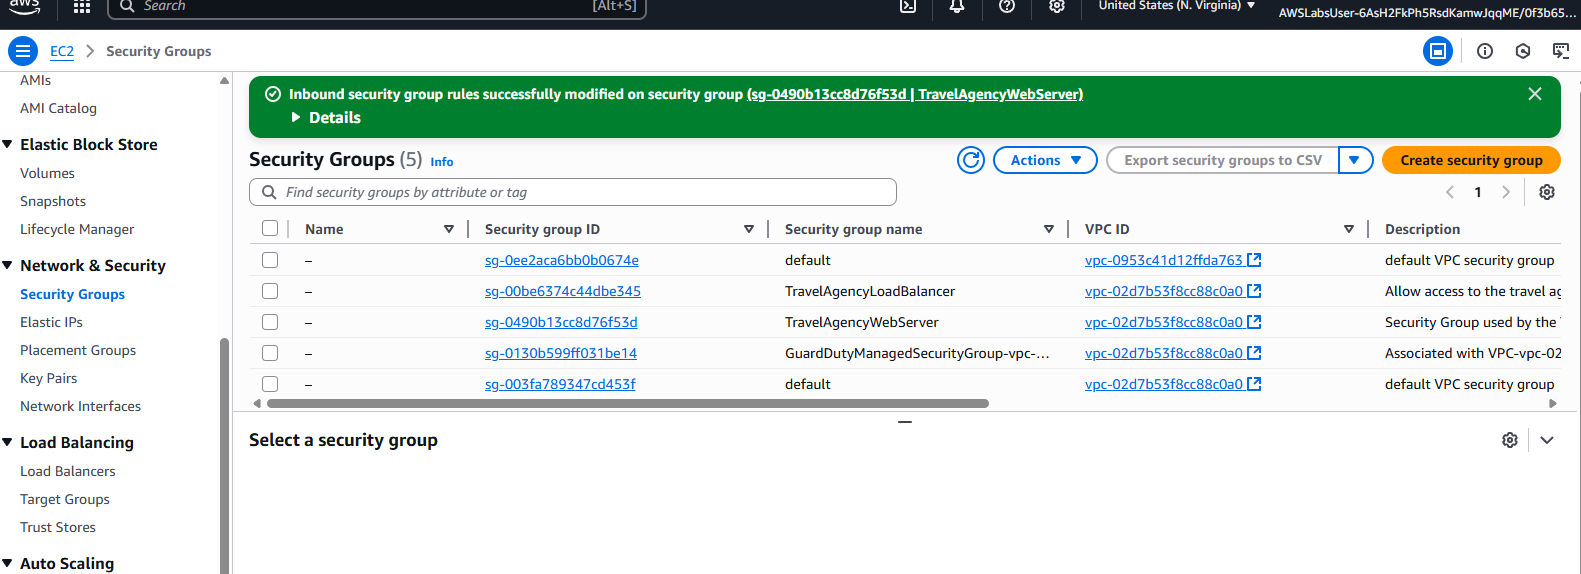 aws
Search [Alt+S] United States (N. Virginia) AWSLabsUser-6AsH2FkPh5RsdKamwJqqME/0f3b65...
EC2 Security Groups
AMIs
AMI Catalog
Elastic Block Store
Volumes
Snapshots
Lifecycle Manager
Network & Security
Security Groups
Elastic IPs
Placement Groups
Key Pairs
Network Interfaces
Load Balancing
Load Balancers
Target Groups
Trust Stores
Auto Scaling
Inbound security group rules successfully modified on security group (sg-0490b13cc8d76f53d | TravelAgencyWebServer)
Details
Security Groups (5) Info Actions Export security groups to CSV Create security group
Find security groups by attribute or tag 1
Name Security group ID Security group name VPC ID Description
– sg-0ee2aca6bb0b0674e default vpc-0953c41d12ffda763 default VPC security group
– sg-00be6374c44dbe345 TravelAgencyLoadBalancer vpc-02d7b53f8cc88c0a0 Allow access to the travel ag
– sg-0490b13cc8d76f53d TravelAgencyWebServer vpc-02d7b53f8cc88c0a0 Security Group used by the
– sg-0130b599ff031be14 GuardDutyManagedSecurityGroup-vpc-... vpc-02d7b53f8cc88c0a0 Associated with VPC-vpc-02
– sg-003fa789347cd453f default vpc-02d7b53f8cc88c0a0 default VPC security group
Select a security group